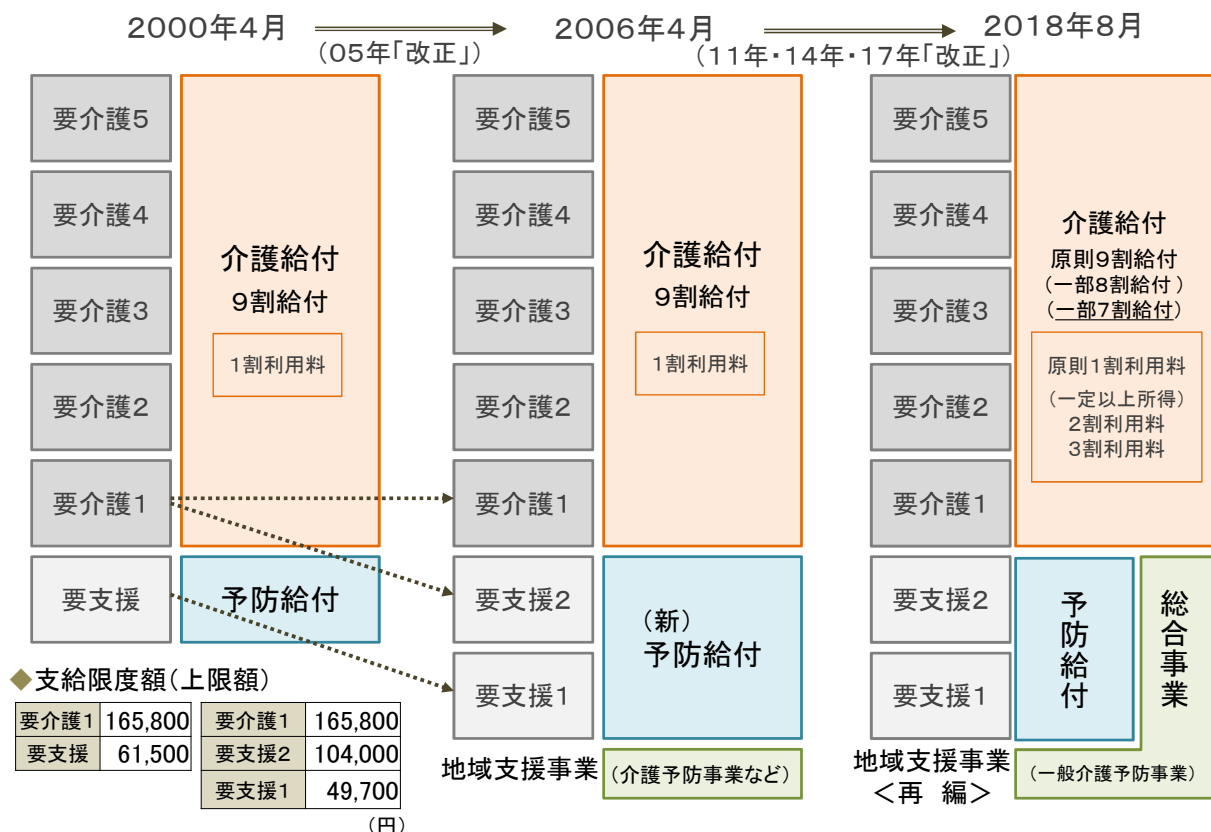 2000年4月
2006年4月
2018年8月
(05年「改正」)
(11年・14年・17年「改正」)
要介護5
要介護4
要介護3
要介護2
要介護1
要支援
介護給付
9割給付
1割利用料
予防給付
要介護5
要介護4
要介護3
要介護2
要介護1
要支援2
要支援1
介護給付
9割給付
1割利用料
(新)
予防給付
地域支援事業
(介護予防事業など)
要介護5
要介護4
要介護3
要介護2
要介護1
要支援2
要支援1
介護給付
原則9割給付
(一部8割給付)
(一部7割給付)
原則1割利用料
(一定以上所得)
2割利用料
3割利用料
予防給付
総合事業
地域支援事業
<再 編>
(一般介護予防事業)
◆支給限度額(上限額)
要介護1 165,800
要支援 61,500
要介護1 165,800
要支援2 104,000
要支援1 49,700
(円)